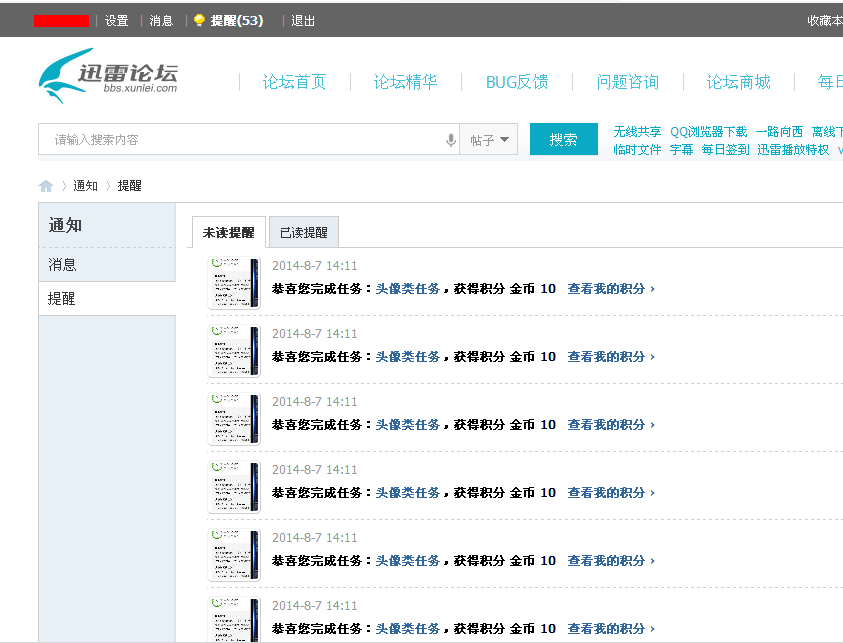 设置 消息 提醒(53) 退出 收藏本
迅雷论坛
bbs.xunlei.com
论坛首页 论坛精华 BUG反馈 问题咨询 论坛商城 每日
请输入搜索内容 帖子 搜索
无线共享 QQ浏览器下载 一路向西 离线下
临时文件 字幕 每日签到 迅雷播放特权 v
通知 提醒
通知
消息
提醒
未读提醒 已读提醒
2014-8-7 14:11
恭喜您完成任务：头像类任务，获得积分 金币 10 查看我的积分 ›
2014-8-7 14:11
恭喜您完成任务：头像类任务，获得积分 金币 10 查看我的积分 ›
2014-8-7 14:11
恭喜您完成任务：头像类任务，获得积分 金币 10 查看我的积分 ›
2014-8-7 14:11
恭喜您完成任务：头像类任务，获得积分 金币 10 查看我的积分 ›
2014-8-7 14:11
恭喜您完成任务：头像类任务，获得积分 金币 10 查看我的积分 ›
2014-8-7 14:11
恭喜您完成任务：头像类任务，获得积分 金币 10 查看我的积分 ›